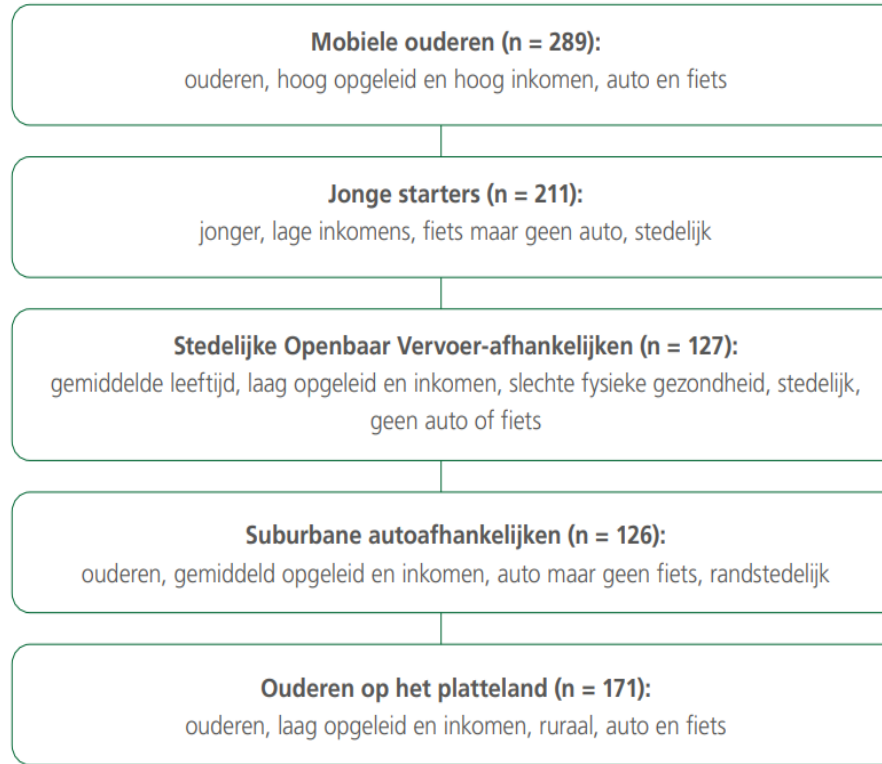 Mobiele ouderen (n = 289):
ouderen, hoog opgeleid en hoog inkomen, auto en fiets
Jonge starters (n = 211):
jonger, lage inkomens, fiets maar geen auto, stedelijk
Stedelijke Openbaar Vervoer-afhankelijken (n = 127):
gemiddelde leeftijd, laag opgeleid en inkomen, slechte fysieke gezondheid, stedelijk,
geen auto of fiets
Suburbane autoafhankelijken (n = 126):
ouderen, gemiddeld opgeleid en inkomen, auto maar geen fiets, randstedelijk
Ouderen op het platteland (n = 171):
ouderen, laag opgeleid en inkomen, ruraal, auto en fiets